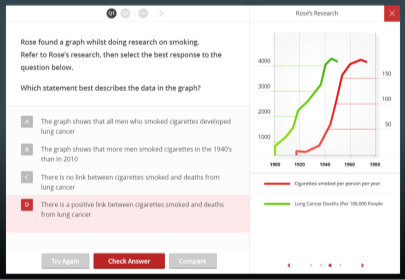 Q1
Rose's Research
Rose found a graph whilst doing research on smoking.
Refer to Rose's research, then select the best response to the
question below.
Which statement best describes the data in the graph?
A The graph shows that all men who smoked cigarettes developed
lung cancer
B The graph shows that more men smoked cigarettes in the 1940's
than in 2010
C There is no link between cigarettes smoked and deaths from
lung cancer
D There is a positive link between cigarettes smoked and deaths
from lung cancer
Try Again Check Answer Compare
4000
3000
2000
1000
150
100
50
1900 1920 1940 1960 1980
Cigarettes smoked per person per year
Lung Cancer Deaths (Per 100,000 People